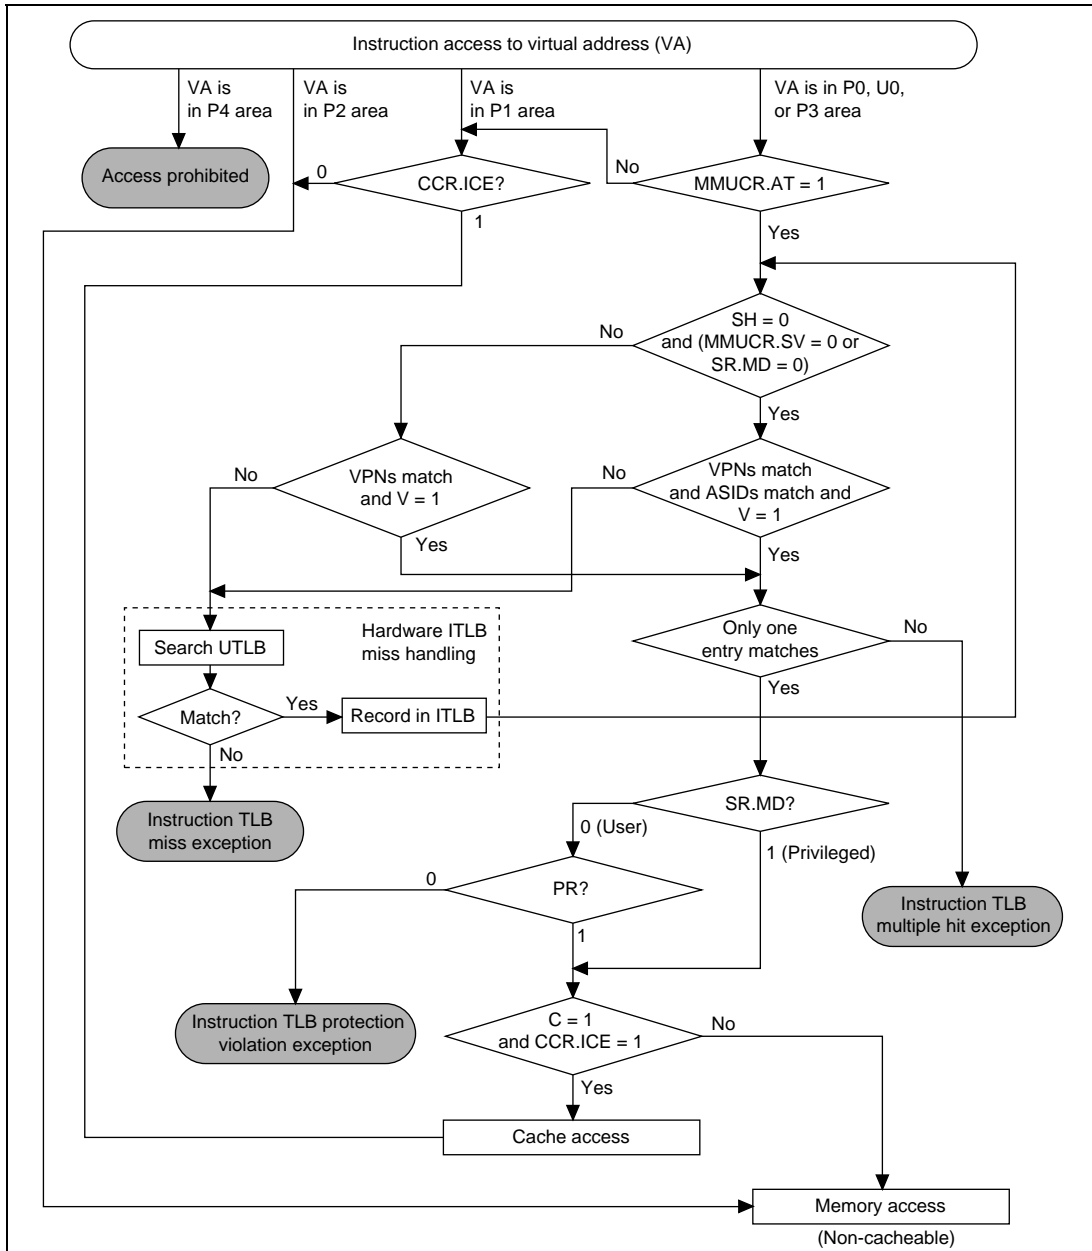 Instruction access to virtual address (VA)
VA is
in P4 area
VA is
in P2 area
VA is
in P1 area
VA is in P0, U0,
or P3 area
Access prohibited
0
CCR.ICE?
1
No
MMUCR.AT = 1
Yes
No
SH = 0
and (MMUCR.SV = 0 or
SR.MD = 0)
Yes
No
VPNs match
and V = 1
Yes
No
VPNs match
and ASIDs match and
V = 1
Yes
Hardware ITLB
miss handling
Search UTLB
Match?
Yes
Record in ITLB
No
Only one
entry matches
No
Yes
Instruction TLB
miss exception
SR.MD?
0 (User)
1 (Privileged)
0
PR?
1
Instruction TLB
multiple hit exception
Instruction TLB protection
violation exception
C = 1
and CCR.ICE = 1
No
Yes
Cache access
Memory access
(Non-cacheable)